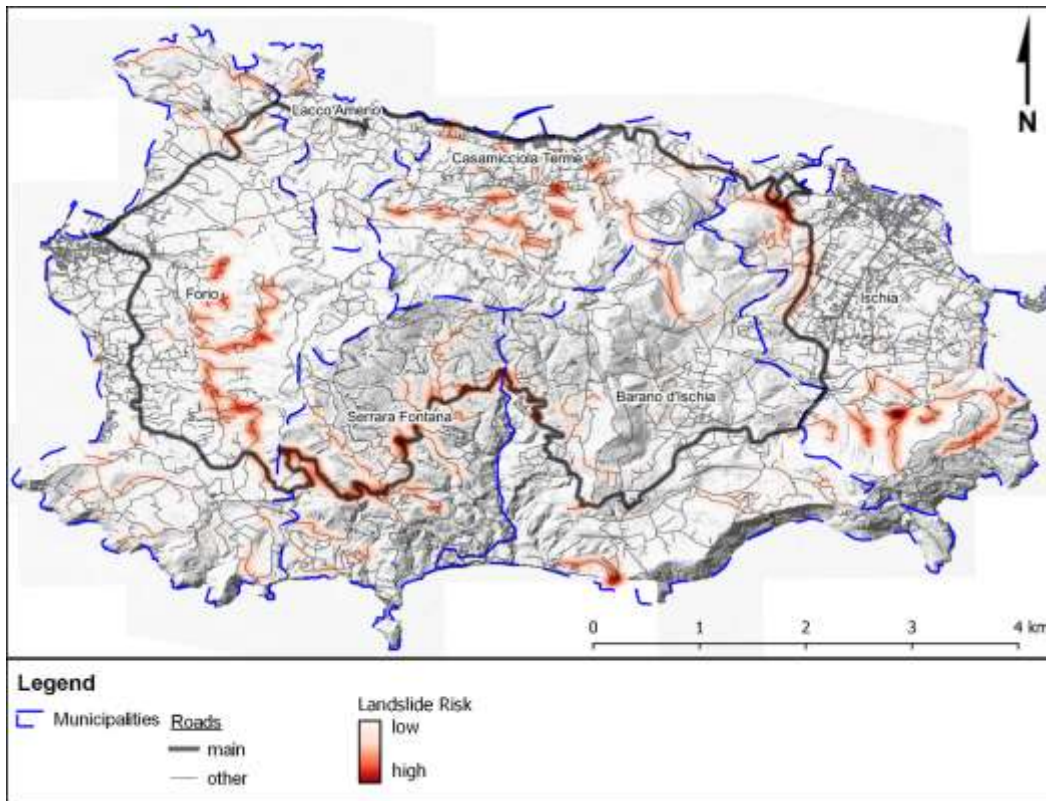 N
Lacco Ameno
Casamicciola Terme
Forio
Ischia
Serrara Fontana
Barano d'Ischia
0 1 2 3 4 km
Legend
Municipalities
Roads
main
other
Landslide Risk
low
high